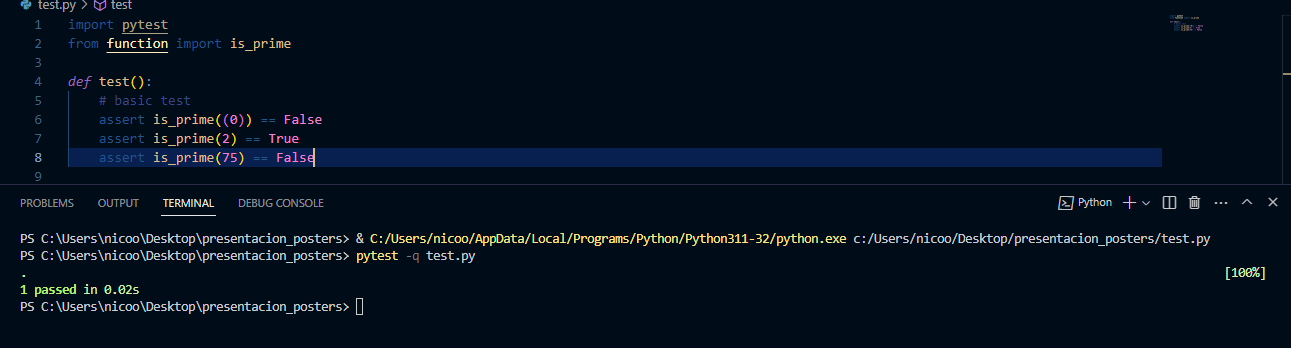 test.py > test
1 import pytest
2 from function import is_prime
3
4 def test():
5 # basic test
6 assert is_prime((0)) == False
7 assert is_prime(2) == True
8 assert is_prime(75) == False
9
PROBLEMS OUTPUT TERMINAL DEBUG CONSOLE Python
PS C:\Users\nicoo\Desktop\presentacion_posters> & C:/Users/nicoo/AppData/Local/Programs/Python/Python311-32/python.exe c:/Users/nicoo/Desktop/presentacion_posters/test.py
PS C:\Users\nicoo\Desktop\presentacion_posters> pytest -q test.py
. [100%]
1 passed in 0.02s
PS C:\Users\nicoo\Desktop\presentacion_posters>